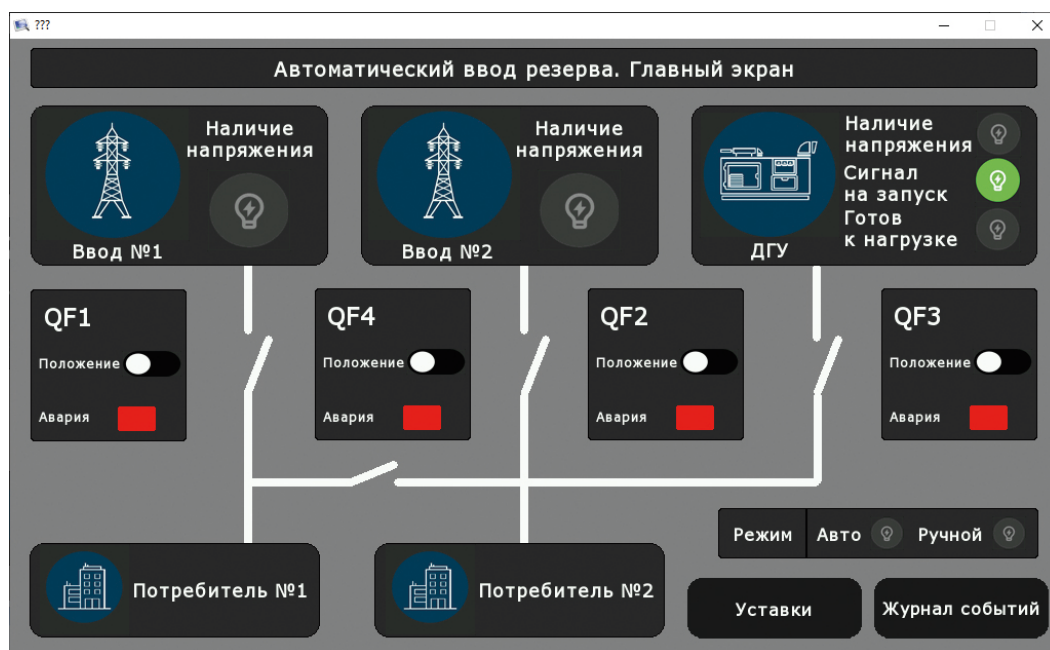 ???
Автоматический ввод резерва. Главный экран
Наличие
напряжения
Ввод №1
Наличие
напряжения
Ввод №2
Наличие
напряжения
Сигнал
на запуск
Готов
к нагрузке
ДГУ
QF1
Положение
Авария
QF4
Положение
Авария
QF2
Положение
Авария
QF3
Положение
Авария
Режим Авто Ручной
Потребитель №1
Потребитель №2
Уставки
Журнал событий